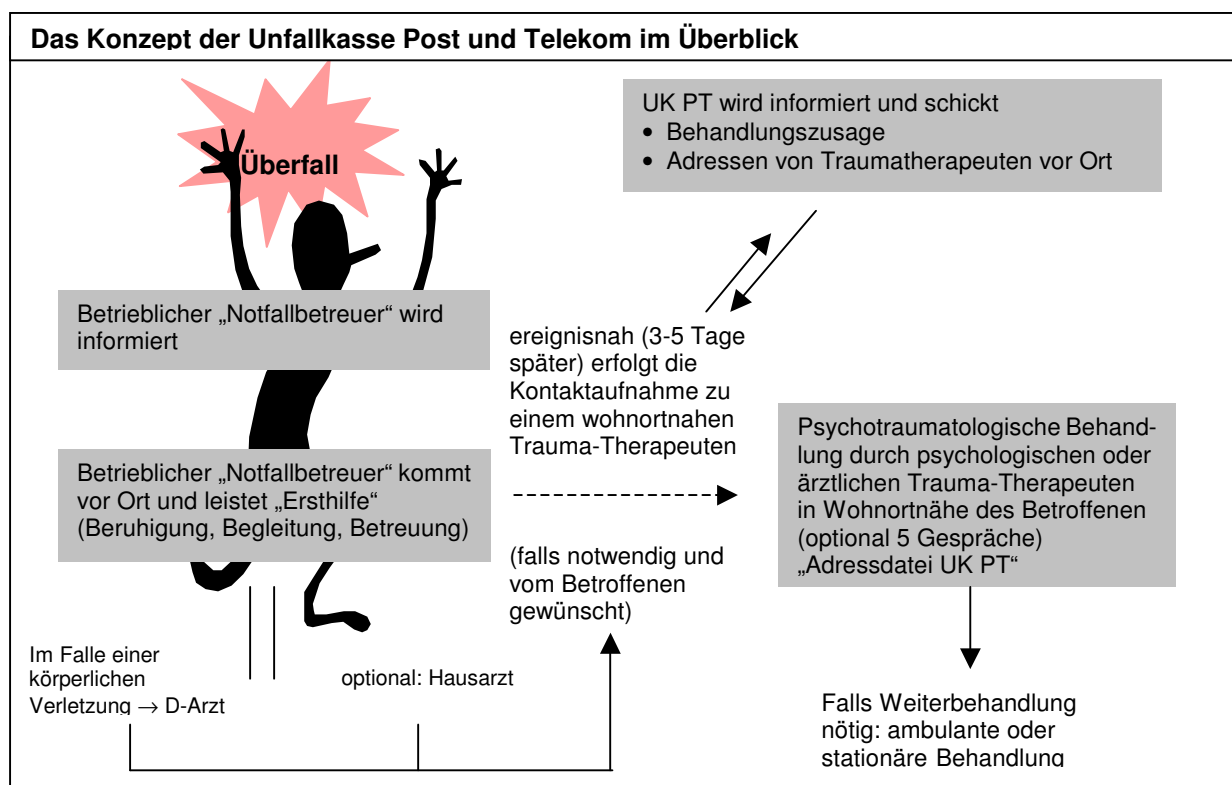 Das Konzept der Unfallkasse Post und Telekom im Überblick
Überfall
UK PT wird informiert und schickt
• Behandlungszusage
• Adressen von Traumatherapeuten vor Ort
Betrieblicher „Notfallbetreuer“ wird
informiert
ereignisnah (3-5 Tage
später) erfolgt die
Kontaktaufnahme zu
einem wohnortnahen
Trauma-Therapeuten
Betrieblicher „Notfallbetreuer“ kommt
vor Ort und leistet „Ersthilfe“
(Beruhigung, Begleitung, Betreuung)
Psychotraumatologische Behand-
lung durch psychologischen oder
ärztlichen Trauma-Therapeuten
in Wohnortnähe des Betroffenen
(optional 5 Gespräche)
„Adressdatei UK PT“
(falls notwendig und
vom Betroffenen
gewünscht)
Im Falle einer
körperlichen
Verletzung → D-Arzt
optional: Hausarzt
Falls Weiterbehandlung
nötig: ambulante oder
stationäre Behandlung